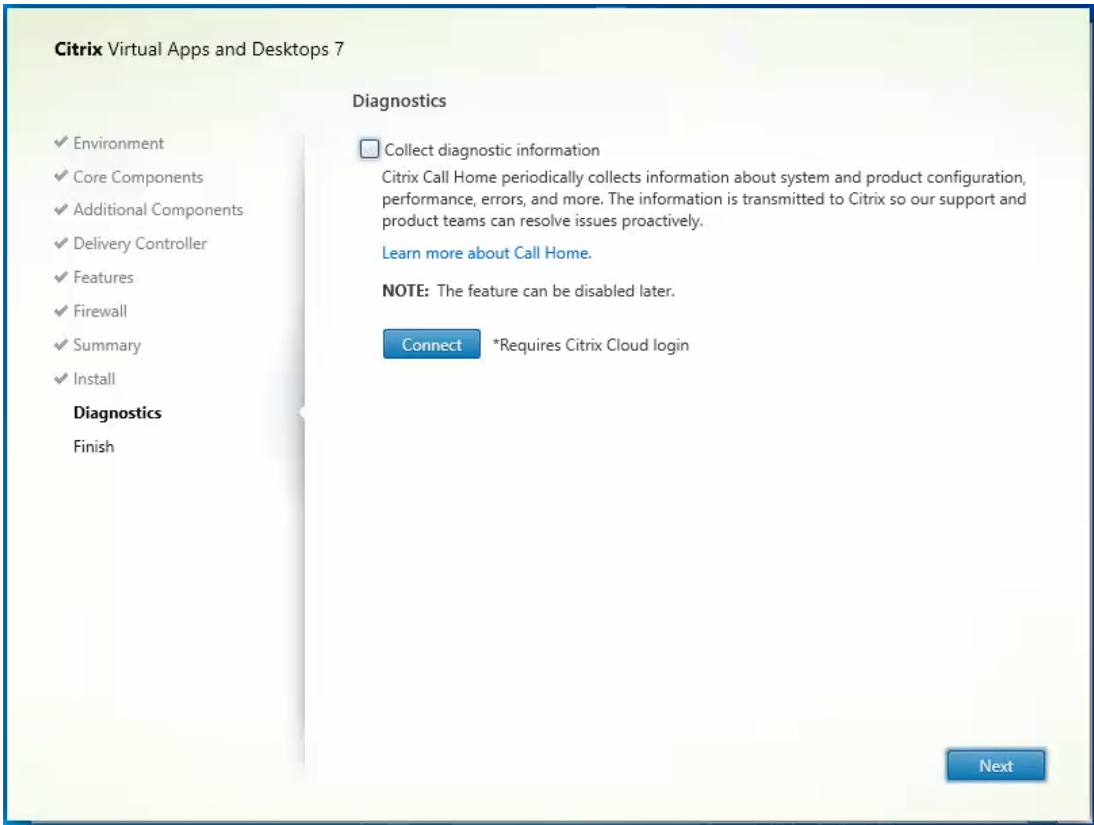 Citrix Virtual Apps and Desktops 7
Diagnostics
Environment
Core Components
Additional Components
Delivery Controller
Features
Firewall
Summary
Install
Diagnostics
Finish
Collect diagnostic information
Citrix Call Home periodically collects information about system and product configuration,
performance, errors, and more. The information is transmitted to Citrix so our support and
product teams can resolve issues proactively.
Learn more about Call Home.
NOTE: The feature can be disabled later.
Connect *Requires Citrix Cloud login
Next